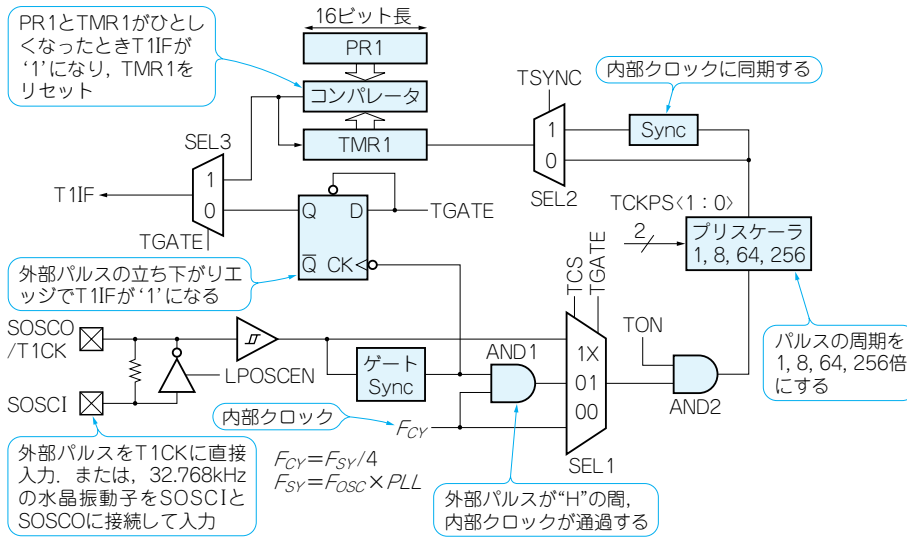 16ビット長
PR1とTMR1がひとし
くなったときT1IFが
‘1’になり，TMR1を
リセット
PR1
コンパレータ
TMR1
TSYNC
内部クロックに同期する
1
0
Sync
SEL2
SEL3
1
0
T1IF
TGATE
Q
D
Q
CK
TGATE
TCKPS〈1：0〉
2
プリスケーラ
1, 8, 64, 256
外部パルスの立ち下がりエ
ッジでT1IFが‘1’になる
パルスの周期を
1, 8, 64, 256倍
にする
SOSCO
/T1CK
LPOSCEN
SOSCI
ゲート
Sync
AND1
TCS
TGATE
1X
01
00
SEL1
TON
AND2
内部クロック
FCY
FCY=FSY/4
FSY=FOSC×PLL
外部パルスをT1CKに直接
入力．または，32.768kHz
の水晶振動子をSOSCIと
SOSCOに接続して入力
外部パルスが“H”の間，
内部クロックが通過する